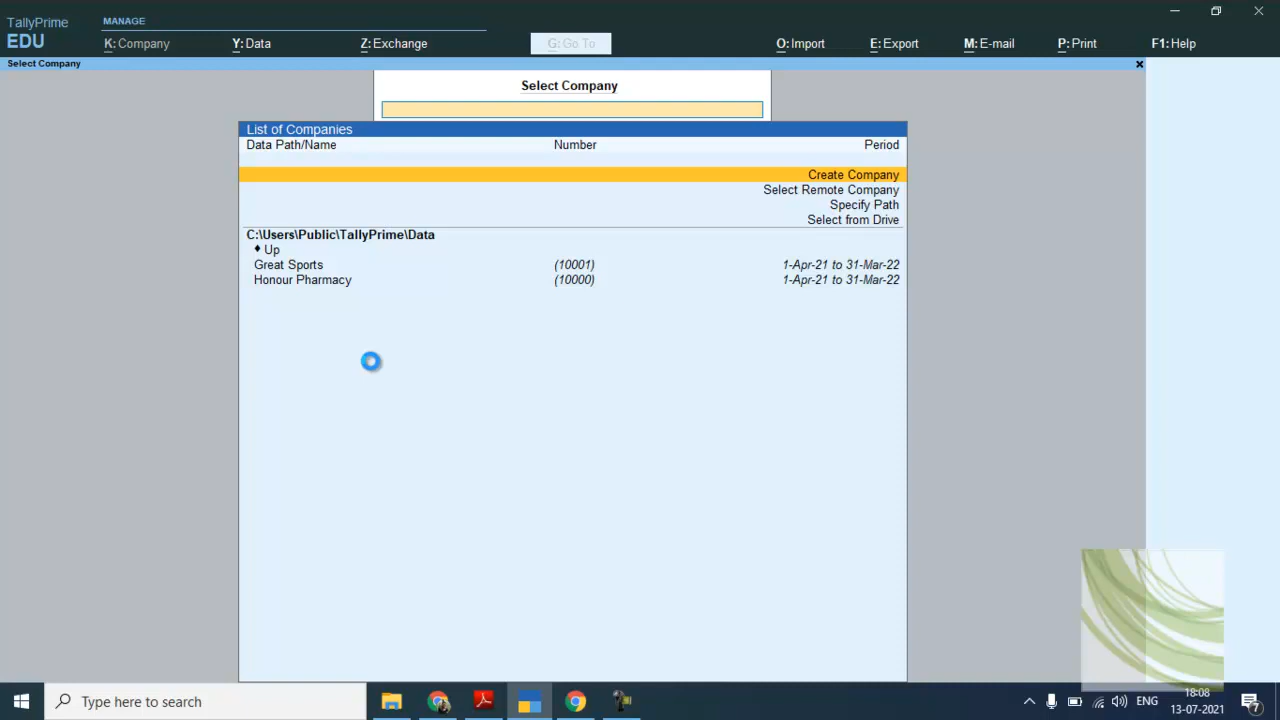 TallyPrime
EDU
MANAGE
K: Company
Y: Data
Z: Exchange
G: Go To
O: Import
E: Export
M: E-mail
P: Print
F1: Help
Select Company
Select Company
List of Companies
Data Path/Name Number Period
Create Company
Select Remote Company
Specify Path
Select from Drive
C:\Users\Public\TallyPrime\Data
♦ Up
Great Sports (10001) 1-Apr-21 to 31-Mar-22
Honour Pharmacy (10000) 1-Apr-21 to 31-Mar-22
Type here to search
ENG
18:08
13-07-2021
7